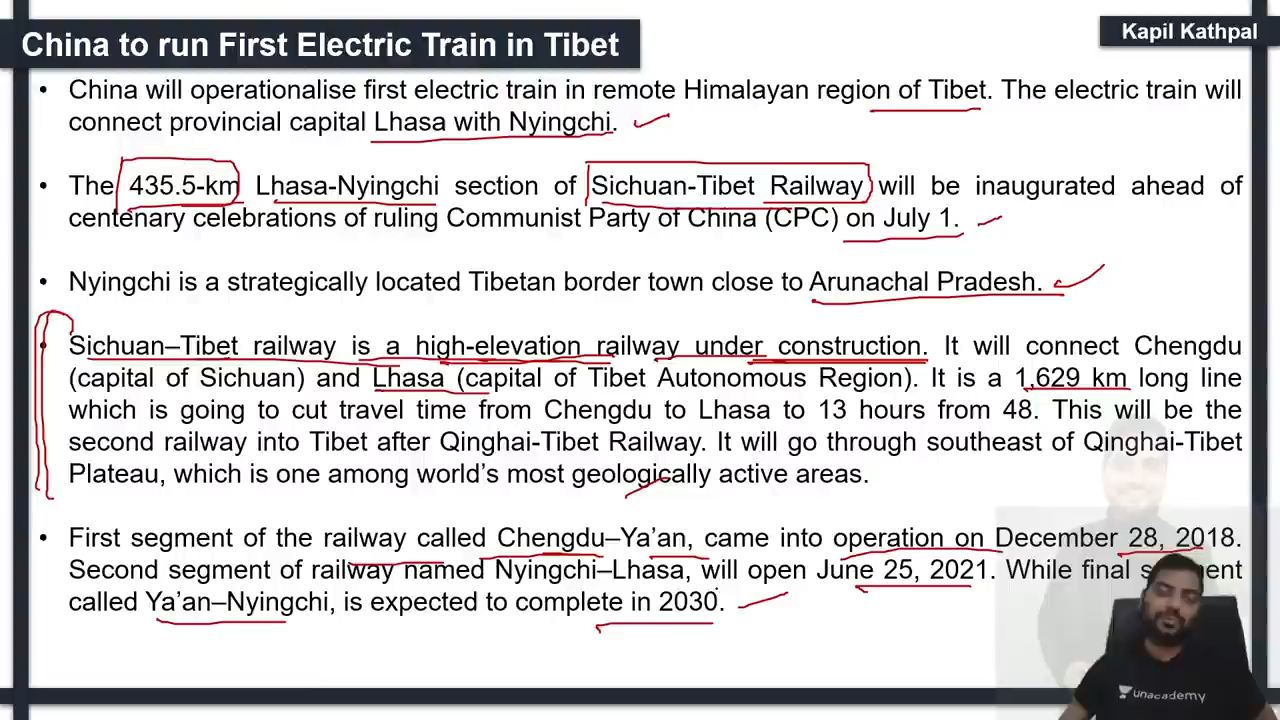 China to run First Electric Train in Tibet
Kapil Kathpal
• China will operationalise first electric train in remote Himalayan region of Tibet. The electric train will
connect provincial capital Lhasa with Nyingchi.
• The 435.5-km Lhasa-Nyingchi section of Sichuan-Tibet Railway will be inaugurated ahead of
centenary celebrations of ruling Communist Party of China (CPC) on July 1.
• Nyingchi is a strategically located Tibetan border town close to Arunachal Pradesh.
• Sichuan–Tibet railway is a high-elevation railway under construction. It will connect Chengdu
(capital of Sichuan) and Lhasa (capital of Tibet Autonomous Region). It is a 1,629 km long line
which is going to cut travel time from Chengdu to Lhasa to 13 hours from 48. This will be the
second railway into Tibet after Qinghai-Tibet Railway. It will go through southeast of Qinghai-Tibet
Plateau, which is one among world’s most geologically active areas.
• First segment of the railway called Chengdu–Ya’an, came into operation on December 28, 2018.
Second segment of railway named Nyingchi–Lhasa, will open June 25, 2021. While final
called Ya’an–Nyingchi, is expected to complete in 2030.
unacademy